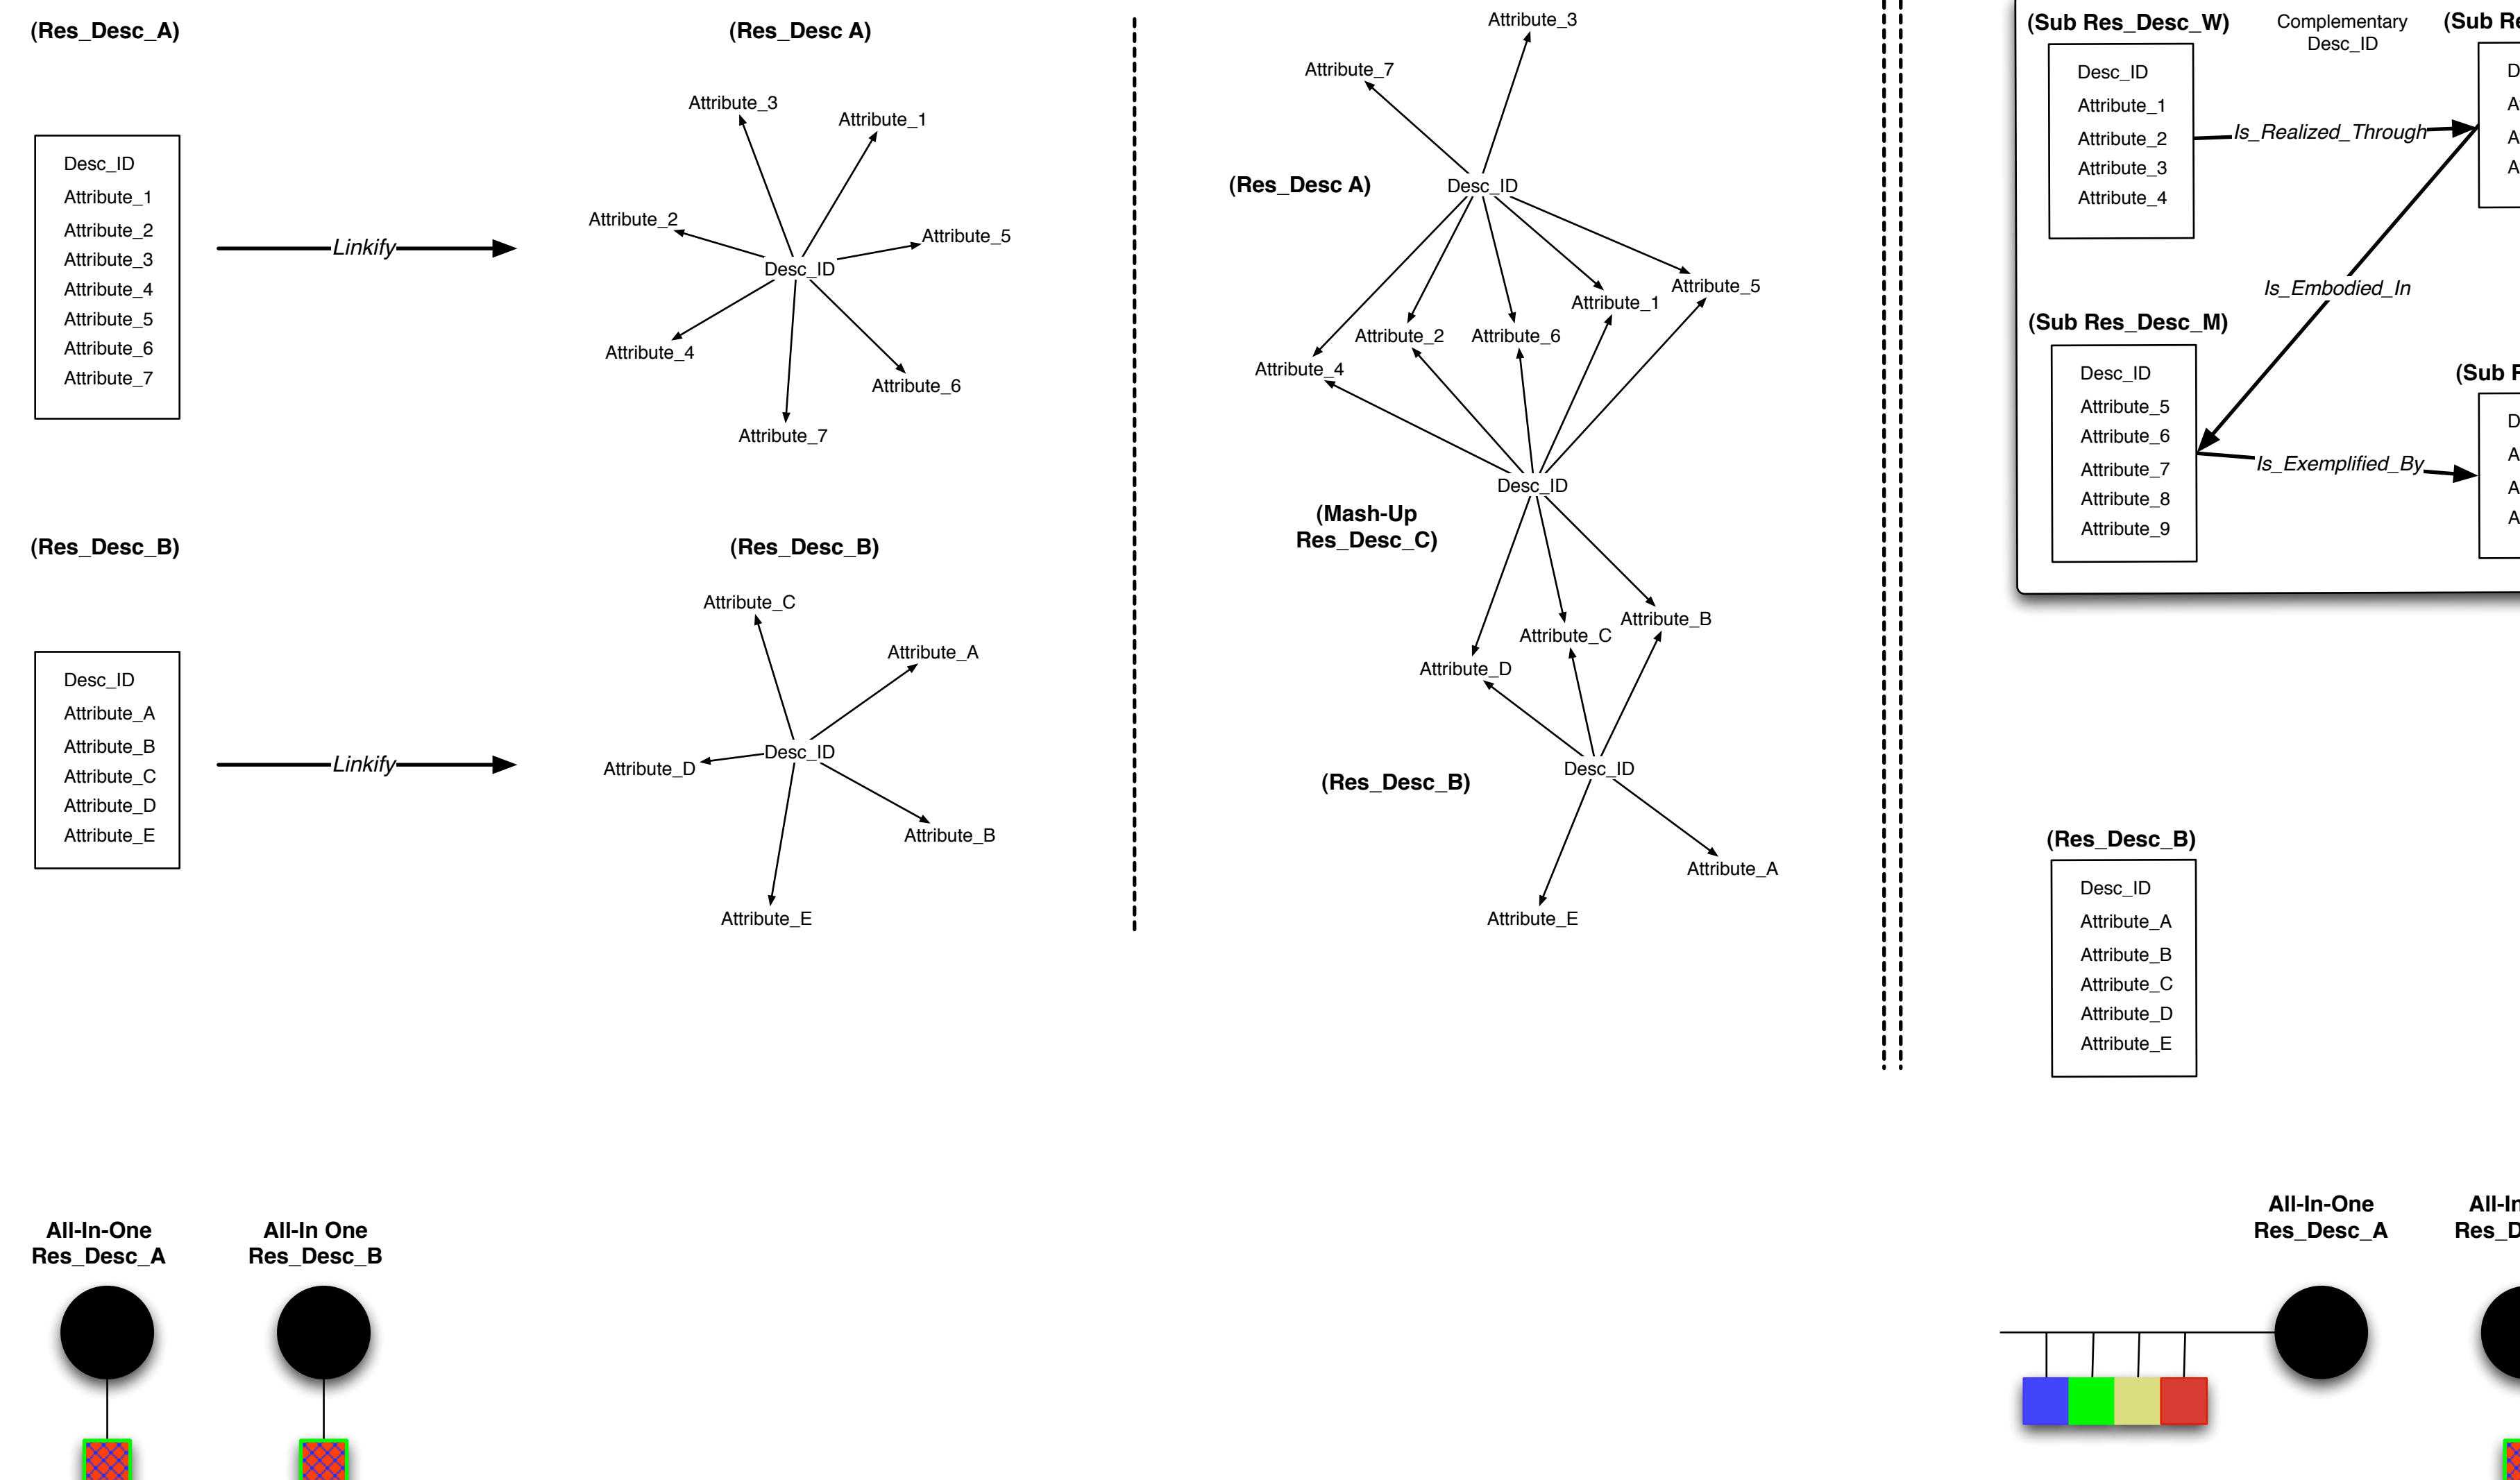 (Res_Desc_A)
Desc_ID
Attribute_1
Attribute_2
Attribute_3
Attribute_4
Attribute_5
Attribute_6
Attribute_7
Linkify
(Res_Desc A)
Attribute_3
Attribute_1
Attribute_2
Attribute_5
Desc_ID
Attribute_4
Attribute_6
Attribute_7
(Res_Desc_B)
Desc_ID
Attribute_A
Attribute_B
Attribute_C
Attribute_D
Attribute_E
Linkify
(Res_Desc_B)
Attribute_C
Attribute_A
Desc_ID
Attribute_D
Attribute_B
Attribute_E
Attribute_3
Attribute_7
(Res_Desc A)
Desc_ID
Attribute_5
Attribute_1
Attribute_2
Attribute_6
Attribute_4
Desc_ID
(Mash-Up
Res_Desc_C)
Attribute_B
Attribute_C
Attribute_D
Desc_ID
(Res_Desc_B)
Attribute_A
Attribute_E
(Sub Res_Desc_W)
Desc_ID
Attribute_1
Attribute_2
Attribute_3
Attribute_4
Complementary
Desc_ID
Is_Realized_Through
(Sub
Is_Embodied_In
(Sub Res_Desc_M)
Desc_ID
Attribute_5
Attribute_6
Attribute_7
Attribute_8
Attribute_9
Is_Exemplified_By
(Sub
(Res_Desc_B)
Desc_ID
Attribute_A
Attribute_B
Attribute_C
Attribute_D
Attribute_E
All-In-One
Res_Desc_A
All-In One
Res_Desc_B
All-In-One
Res_Desc_A